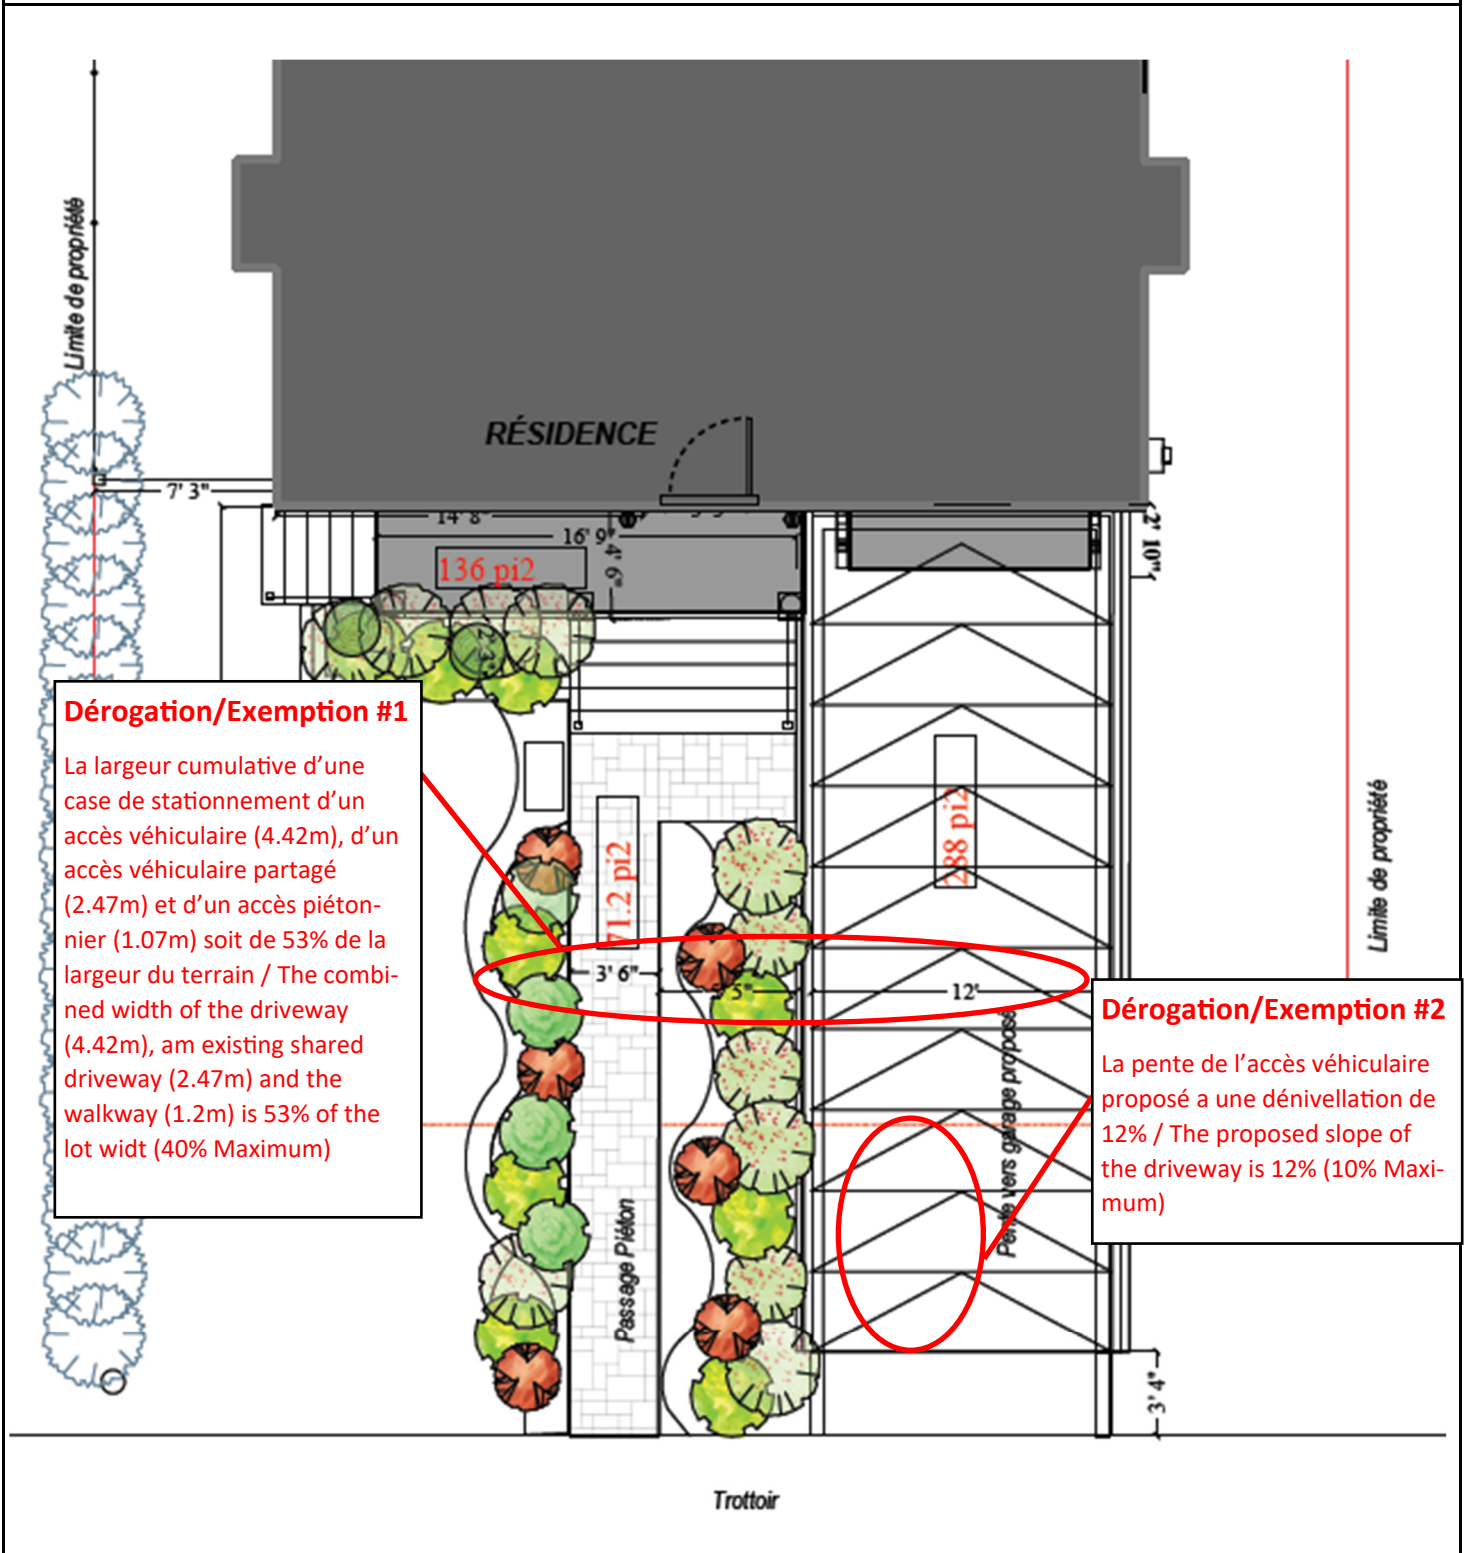 Limite de propriété
RÉSIDENCE
7' 3"
14' 8"
16' 9"
4' 6"
2' 10"
136 pi2
Dérogation/Exemption #1
La largeur cumulative d’une
case de stationnement d’un
accès véhiculaire (4.42m), d’un
accès véhiculaire partagé
(2.47m) et d’un accès piéton-
nier (1.07m) soit de 53% de la
largeur du terrain / The combi-
ned width of the driveway
(4.42m), am existing shared
driveway (2.47m) and the
walkway (1.2m) is 53% of the
lot widt (40% Maximum)
71.2 pi2
288 pi2
Limite de propriété
3' 6"
5"
12'
Dérogation/Exemption #2
La pente de l’accès véhiculaire
proposé a une dénivellation de
12% / The proposed slope of
the driveway is 12% (10% Maxi-
mum)
Pente vers garage proposé
Passage Piéton
3' 4"
Trottoir